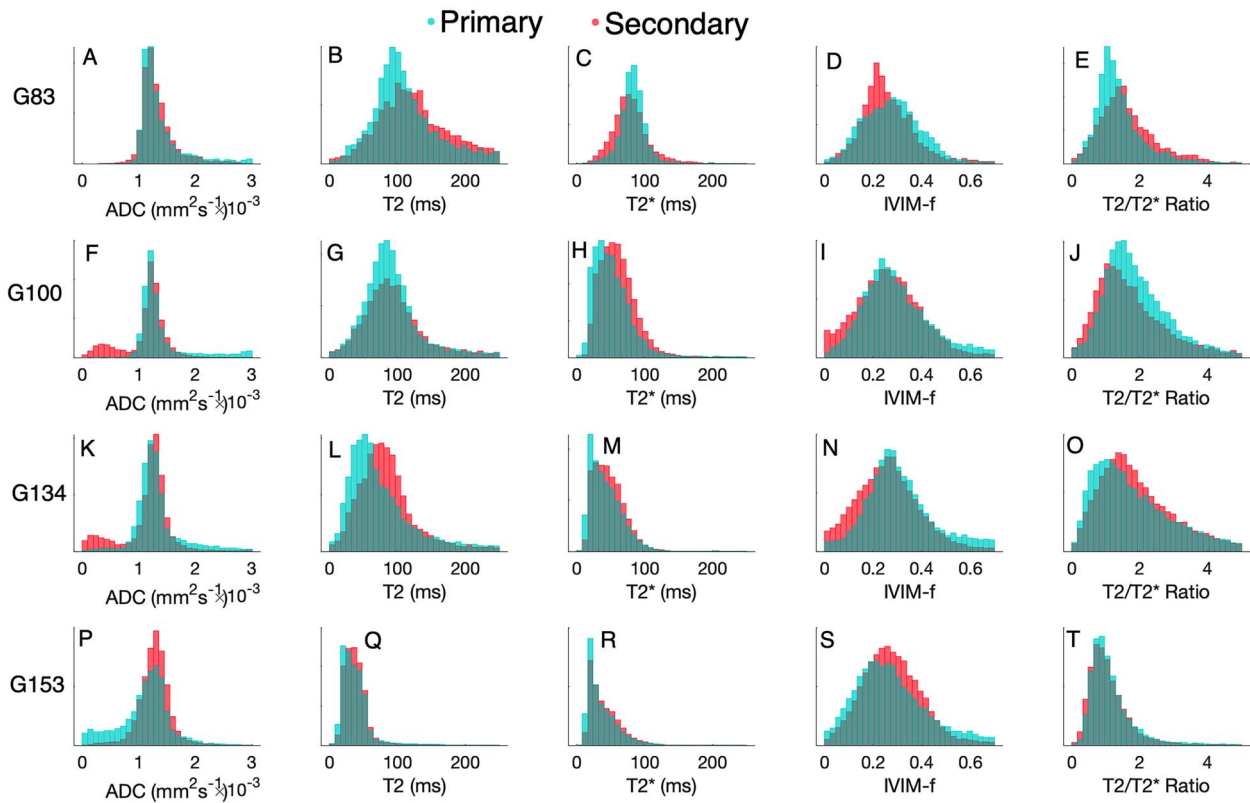 Primary Secondary
A B C D E
G83
0 1 2 3 0 100 200 0 100 200 0 0.2 0.4 0.6 0 2 4
ADC (mm²s⁻¹×)10⁻³ T2 (ms) T2* (ms) IVIM-f T2/T2* Ratio
F G H I J
G100
0 1 2 3 0 100 200 0 100 200 0 0.2 0.4 0.6 0 2 4
ADC (mm²s⁻¹×)10⁻³ T2 (ms) T2* (ms) IVIM-f T2/T2* Ratio
K L M N O
G134
0 1 2 3 0 100 200 0 100 200 0 0.2 0.4 0.6 0 2 4
ADC (mm²s⁻¹×)10⁻³ T2 (ms) T2* (ms) IVIM-f T2/T2* Ratio
P Q R S T
G153
0 1 2 3 0 100 200 0 100 200 0 0.2 0.4 0.6 0 2 4
ADC (mm²s⁻¹×)10⁻³ T2 (ms) T2* (ms) IVIM-f T2/T2* Ratio